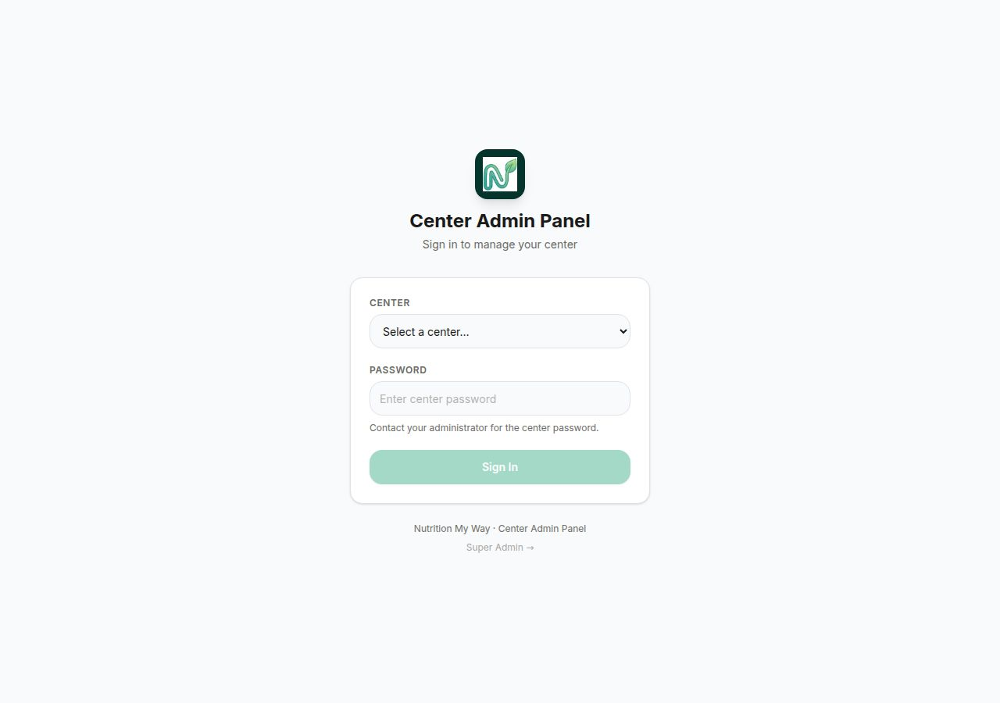 Center Admin Panel
Sign in to manage your center
CENTER
Select a center...
PASSWORD
Enter center password
Contact your administrator for the center password.
Sign In
Nutrition My Way · Center Admin Panel
Super Admin →